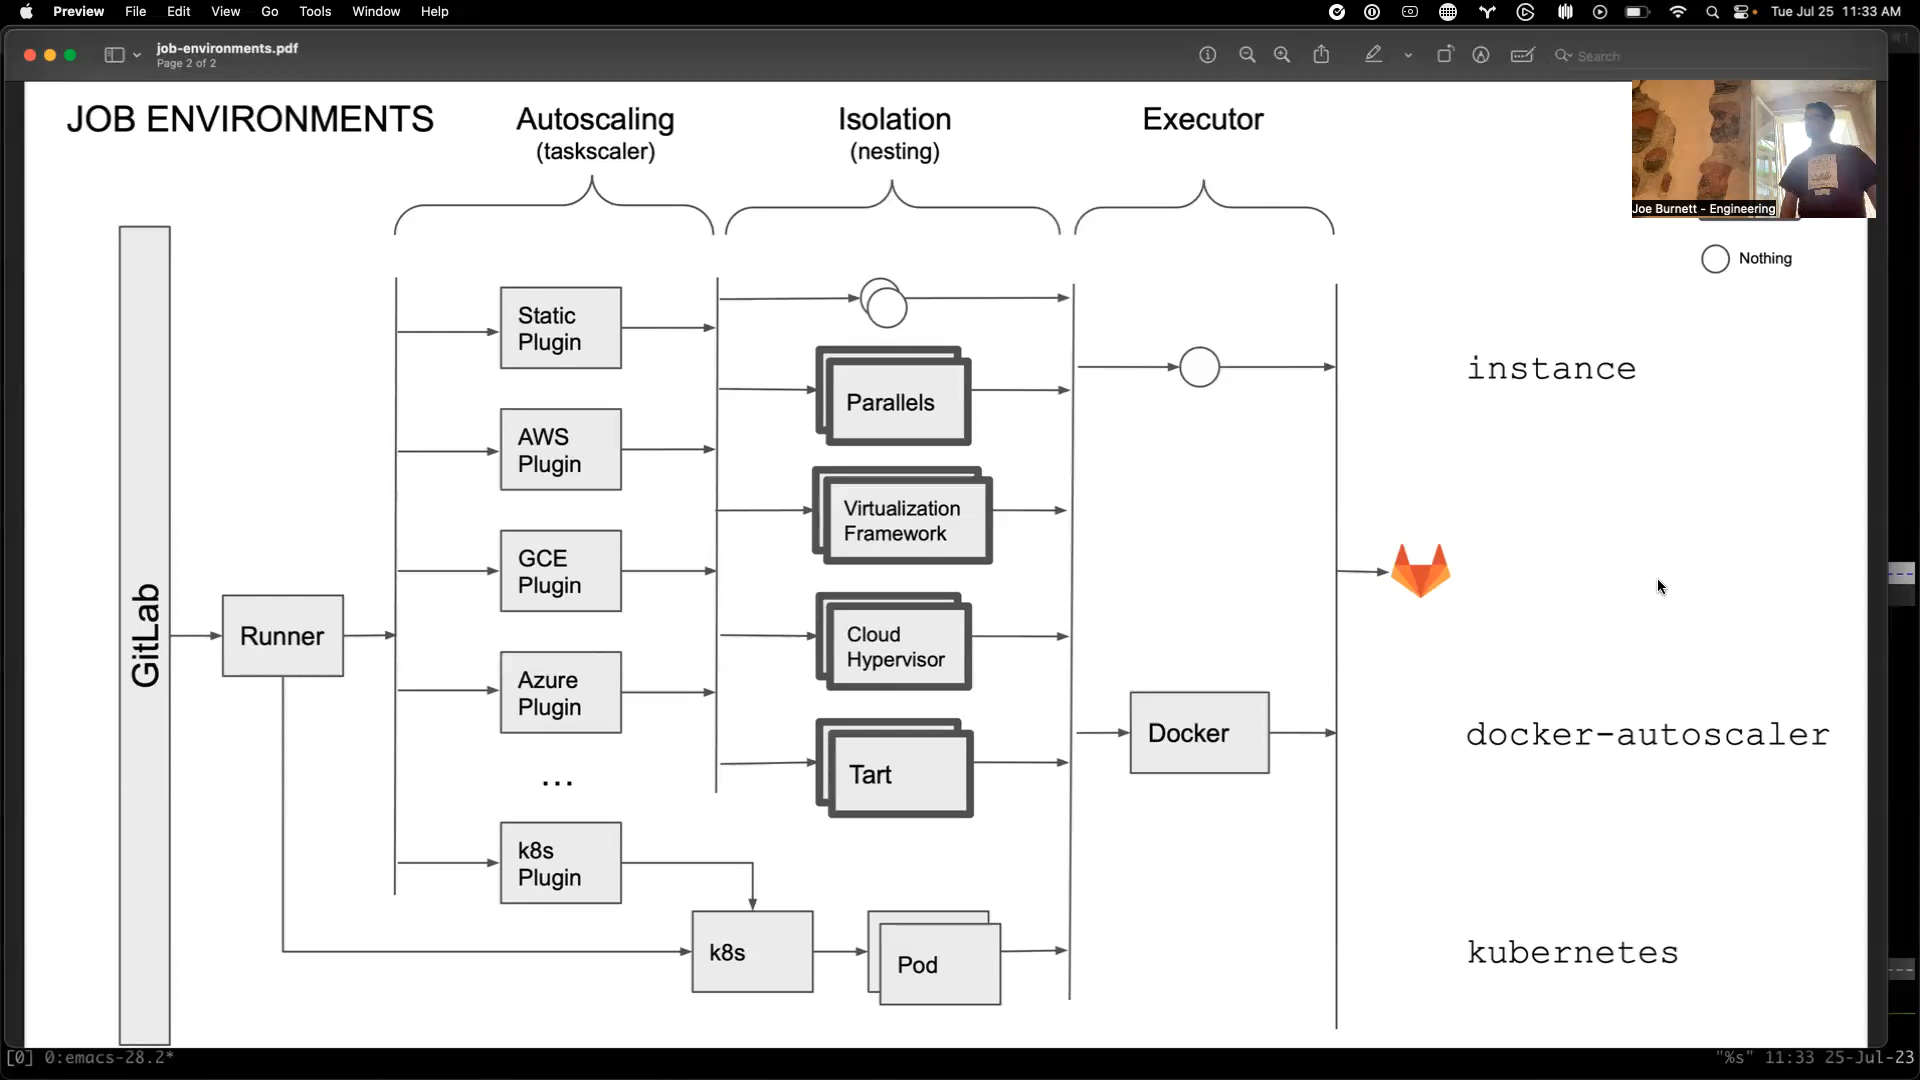 Preview File Edit View Go Tools Window Help
Tue Jul 25 11:33 AM
job-environments.pdf
Page 2 of 2
Search
JOB ENVIRONMENTS
Autoscaling
(taskscaler)
Isolation
(nesting)
Executor
Joe Burnett - Engineering
Nothing
GitLab
Runner
Static
Plugin
AWS
Plugin
GCE
Plugin
Azure
Plugin
...
k8s
Plugin
k8s
Parallels
Virtualization
Framework
Cloud
Hypervisor
Tart
Pod
Docker
instance
docker-autoscaler
kubernetes
[0] 0:emacs-28.2*
"%s" 11:33 25-Jul-23